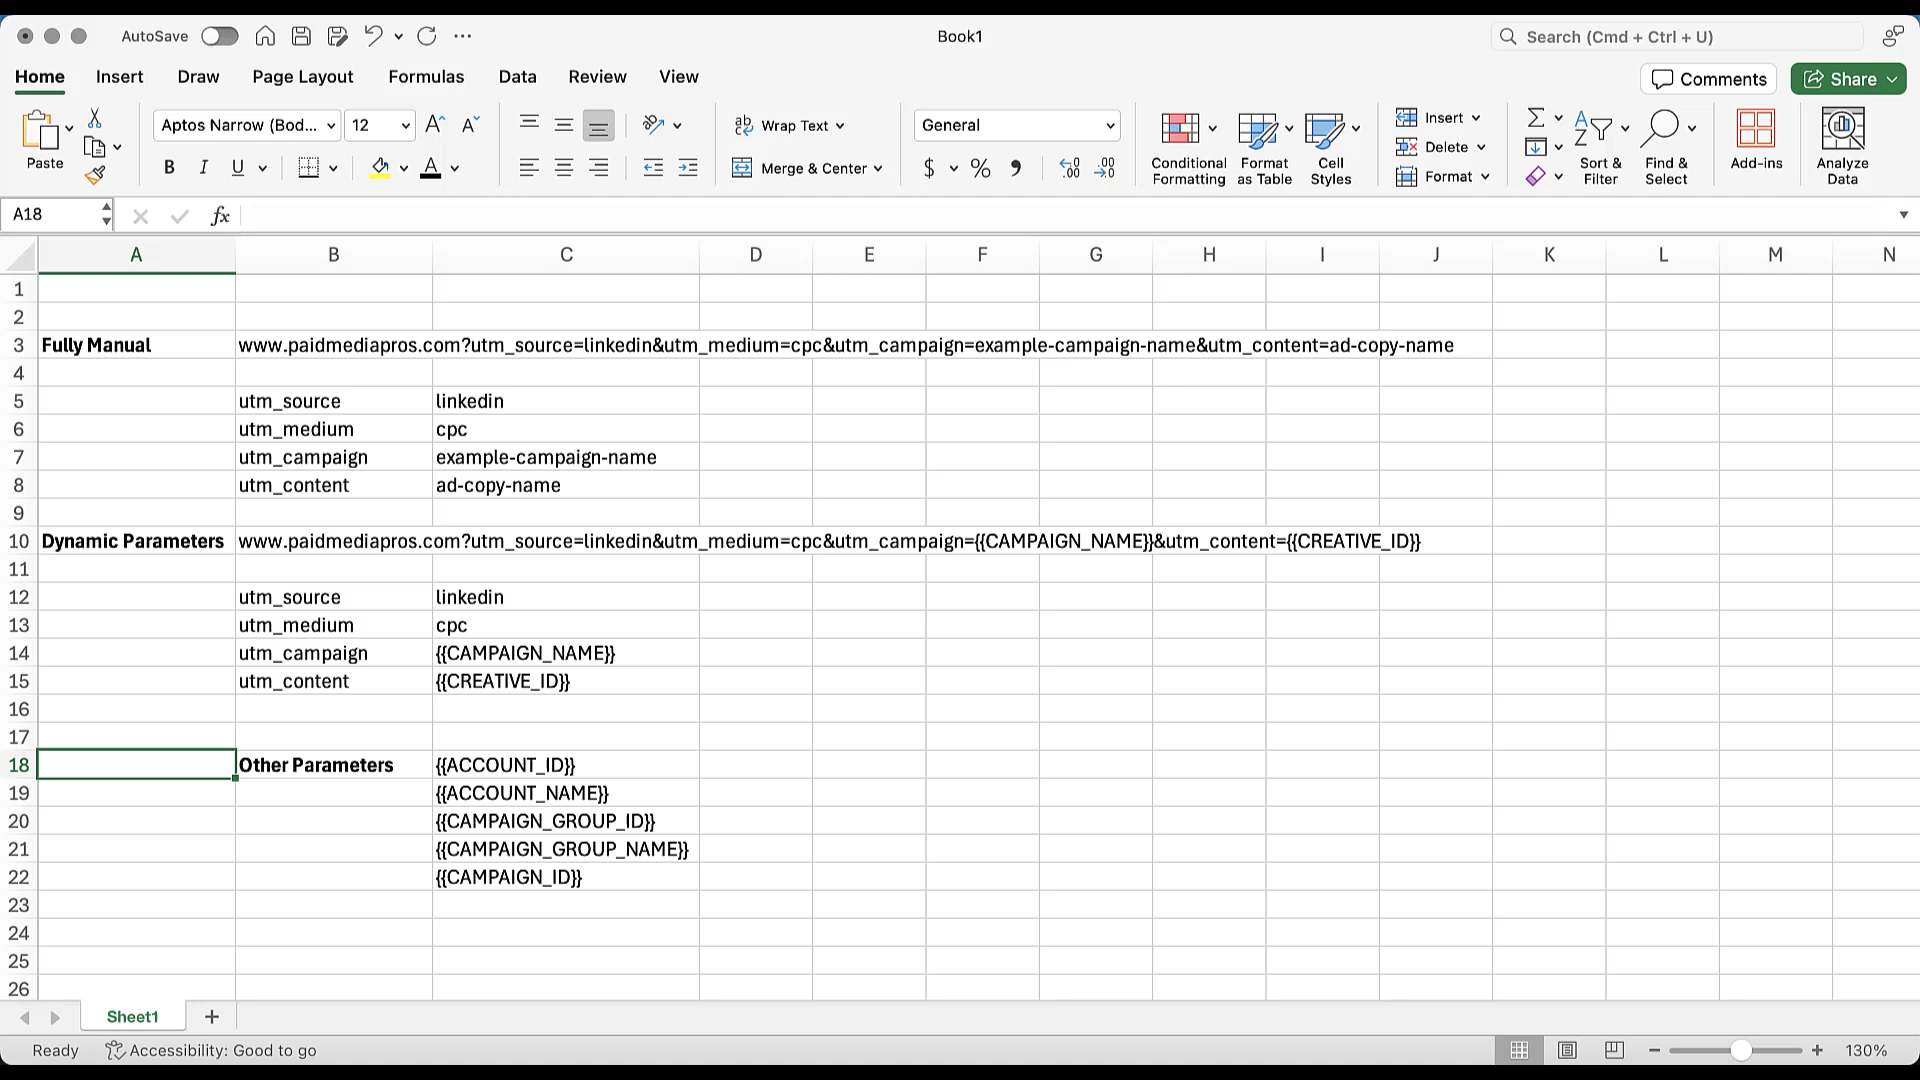 AutoSave
Book1
Search (Cmd + Ctrl + U)
Home Insert Draw Page Layout Formulas Data Review View
Comments Share
Paste
Aptos Narrow (Bod... 12 A^ A˅
B I U A
ab Wrap Text
Merge & Center
General
$ % 9 .00 .00
Conditional Formatting
Format as Table
Cell Styles
Insert
Delete
Format
Sort & Filter
Find & Select
Add-ins
Analyze Data
A18 fx
A B C D E F G H I J K L M N
1
2
3 Fully Manual www.paidmediapros.com?utm_source=linkedin&utm_medium=cpc&utm_campaign=example-campaign-name&utm_content=ad-copy-name
4
5 utm_source linkedin
6 utm_medium cpc
7 utm_campaign example-campaign-name
8 utm_content ad-copy-name
9
10 Dynamic Parameters www.paidmediapros.com?utm_source=linkedin&utm_medium=cpc&utm_campaign={{CAMPAIGN_NAME}}&utm_content={{CREATIVE_ID}}
11
12 utm_source linkedin
13 utm_medium cpc
14 utm_campaign {{CAMPAIGN_NAME}}
15 utm_content {{CREATIVE_ID}}
16
17
18 Other Parameters {{ACCOUNT_ID}}
19 {{ACCOUNT_NAME}}
20 {{CAMPAIGN_GROUP_ID}}
21 {{CAMPAIGN_GROUP_NAME}}
22 {{CAMPAIGN_ID}}
23
24
25
26
Sheet1 +
Ready Accessibility: Good to go 130%